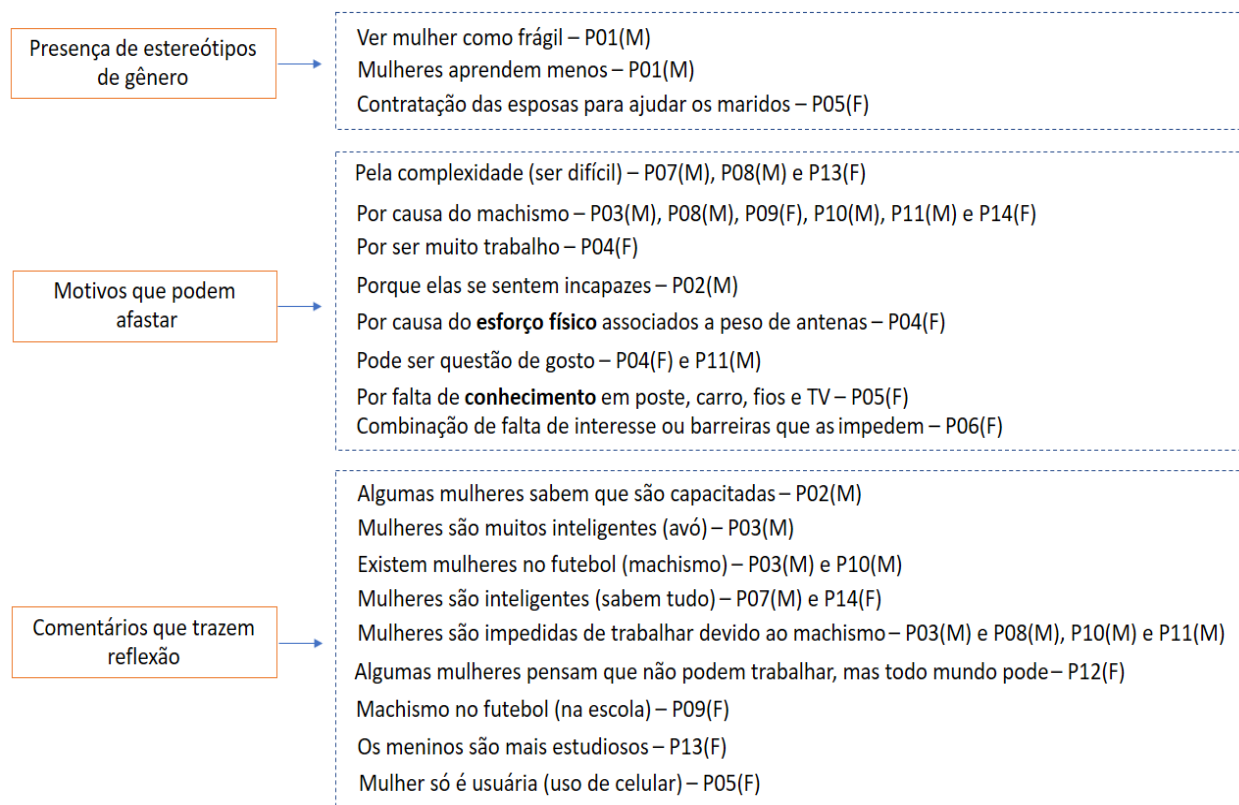 Presença de estereótipos
de gênero
Ver mulher como frágil – P01(M)
Mulheres aprendem menos – P01(M)
Contratação das esposas para ajudar os maridos – P05(F)
Motivos que podem
afastar
Pela complexidade (ser difícil) – P07(M), P08(M) e P13(F)
Por causa do machismo – P03(M), P08(M), P09(F), P10(M), P11(M) e P14(F)
Por ser muito trabalho – P04(F)
Porque elas se sentem incapazes – P02(M)
Por causa do esforço físico associados a peso de antenas – P04(F)
Pode ser questão de gosto – P04(F) e P11(M)
Por falta de conhecimento em poste, carro, fios e TV – P05(F)
Combinação de falta de interesse ou barreiras que as impedem – P06(F)
Comentários que trazem
reflexão
Algumas mulheres sabem que são capacitadas – P02(M)
Mulheres são muitos inteligentes (avó) – P03(M)
Existem mulheres no futebol (machismo) – P03(M) e P10(M)
Mulheres são inteligentes (sabem tudo) – P07(M) e P14(F)
Mulheres são impedidas de trabalhar devido ao machismo – P03(M) e P08(M), P10(M) e P11(M)
Algumas mulheres pensam que não podem trabalhar, mas todo mundo pode – P12(F)
Machismo no futebol (na escola) – P09(F)
Os meninos são mais estudiosos – P13(F)
Mulher só é usuária (uso de celular) – P05(F)